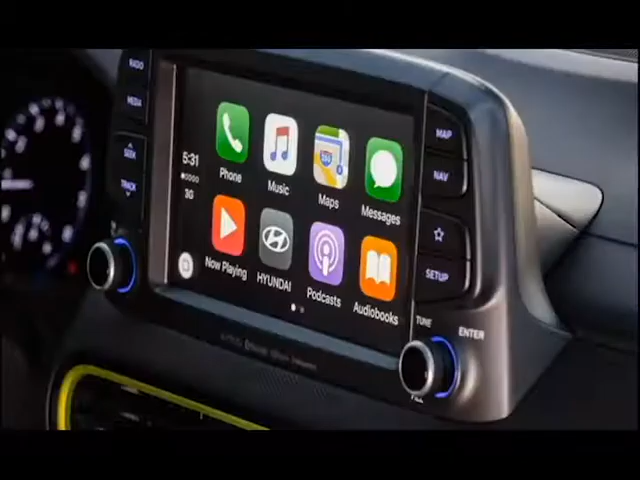 RADIO
MEDIA
SEEK
TRACK
5:31
3G
Phone
Music
280
Maps
Messages
Now Playing
HYUNDAI
Podcasts
Audiobooks
MAP
NAV
SETUP
TUNE
ENTER